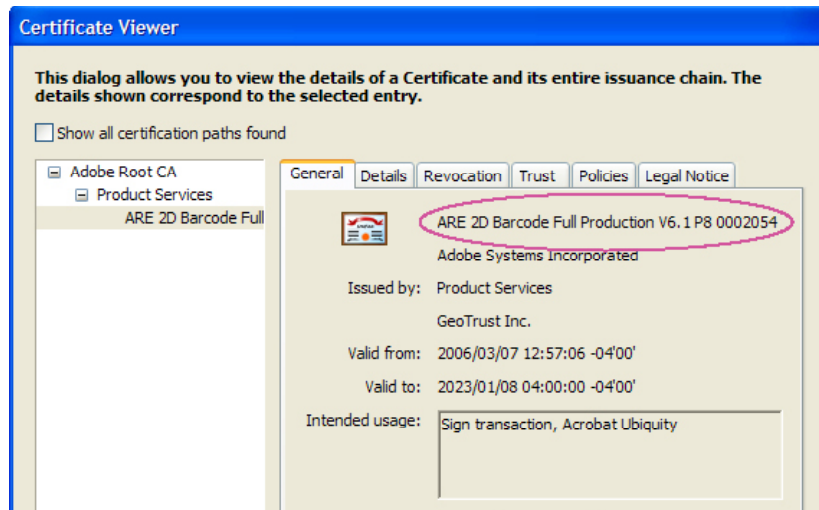 Certificate Viewer
This dialog allows you to view the details of a Certificate and its entire issuance chain. The
details shown correspond to the selected entry.
Show all certification paths found
Adobe Root CA
Product Services
ARE 2D Barcode Full
General Details Revocation Trust Policies Legal Notice
ARE 2D Barcode Full Production V6.1 P8 0002054
Adobe Systems Incorporated
Issued by: Product Services
GeoTrust Inc.
Valid from: 2006/03/07 12:57:06 -04'00'
Valid to: 2023/01/08 04:00:00 -04'00'
Intended usage: Sign transaction, Acrobat Ubiquity